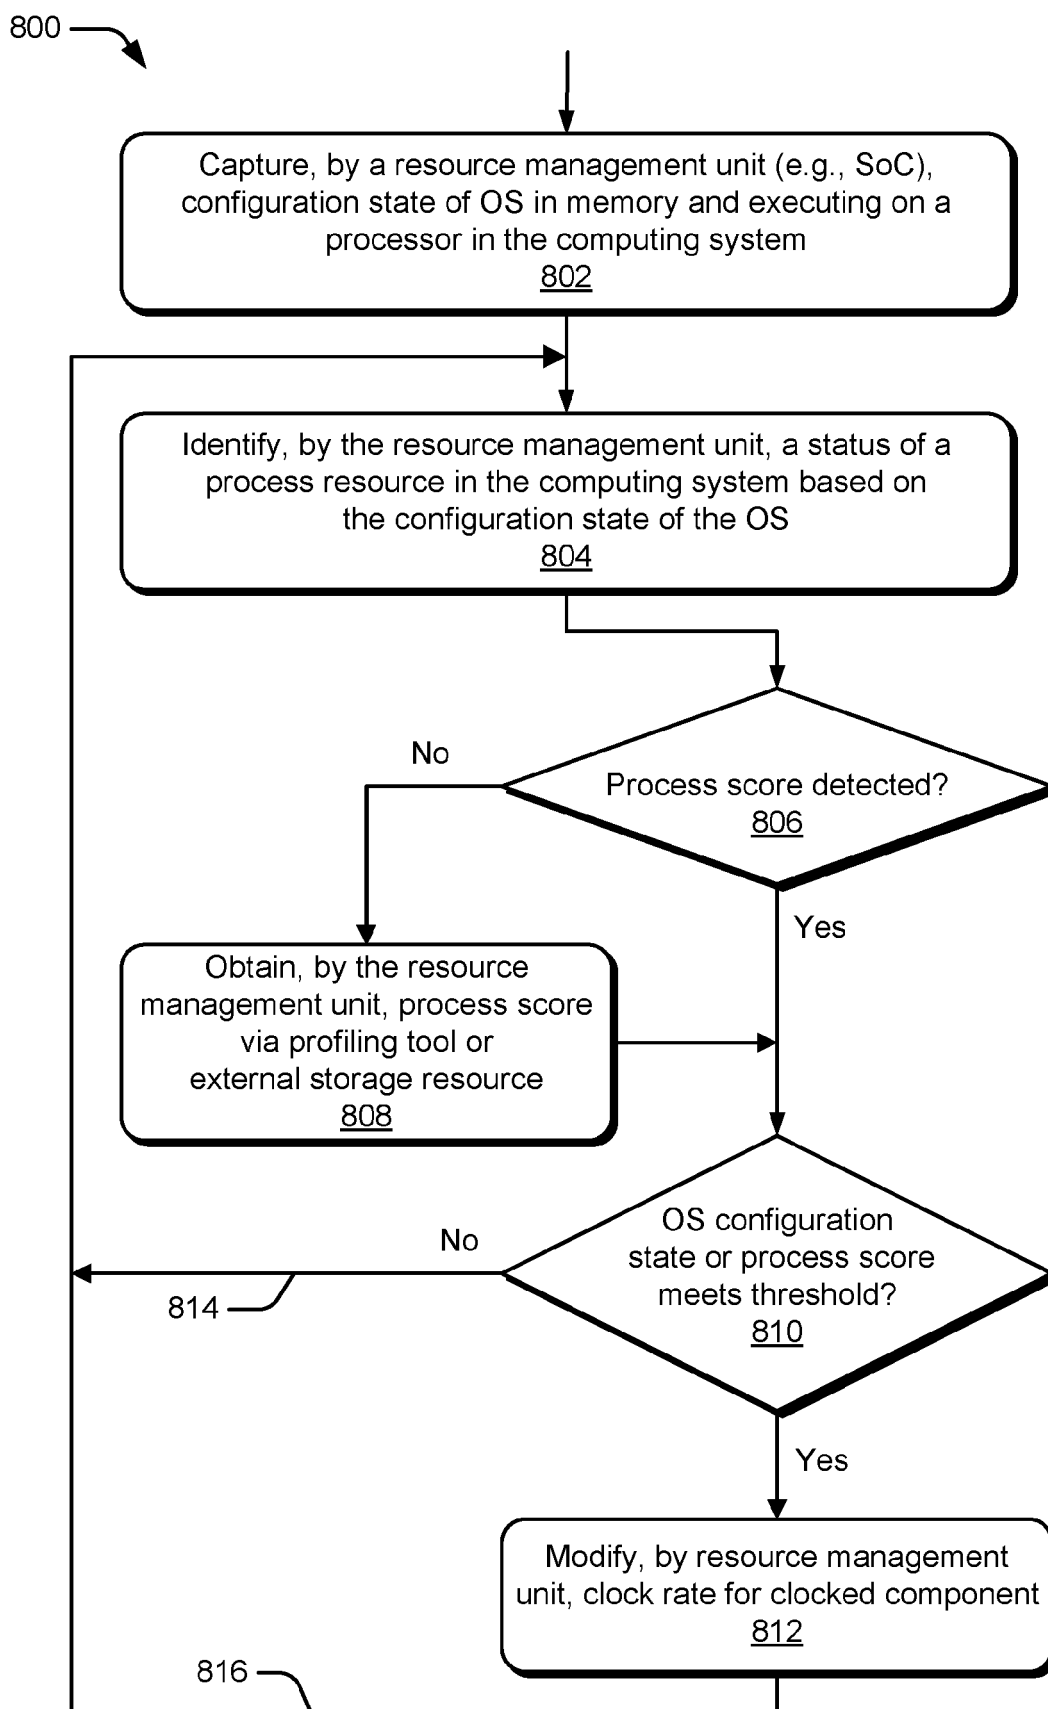 800
Capture, by a resource management unit (e.g., SoC),
configuration state of OS in memory and executing on a
processor in the computing system
802
Identify, by the resource management unit, a status of a
process resource in the computing system based on
the configuration state of the OS
804
No
Process score detected?
806
Yes
Obtain, by the resource
management unit, process score
via profiling tool or
external storage resource
808
No
OS configuration
state or process score
meets threshold?
810
814
Yes
Modify, by resource management
unit, clock rate for clocked component
812
816